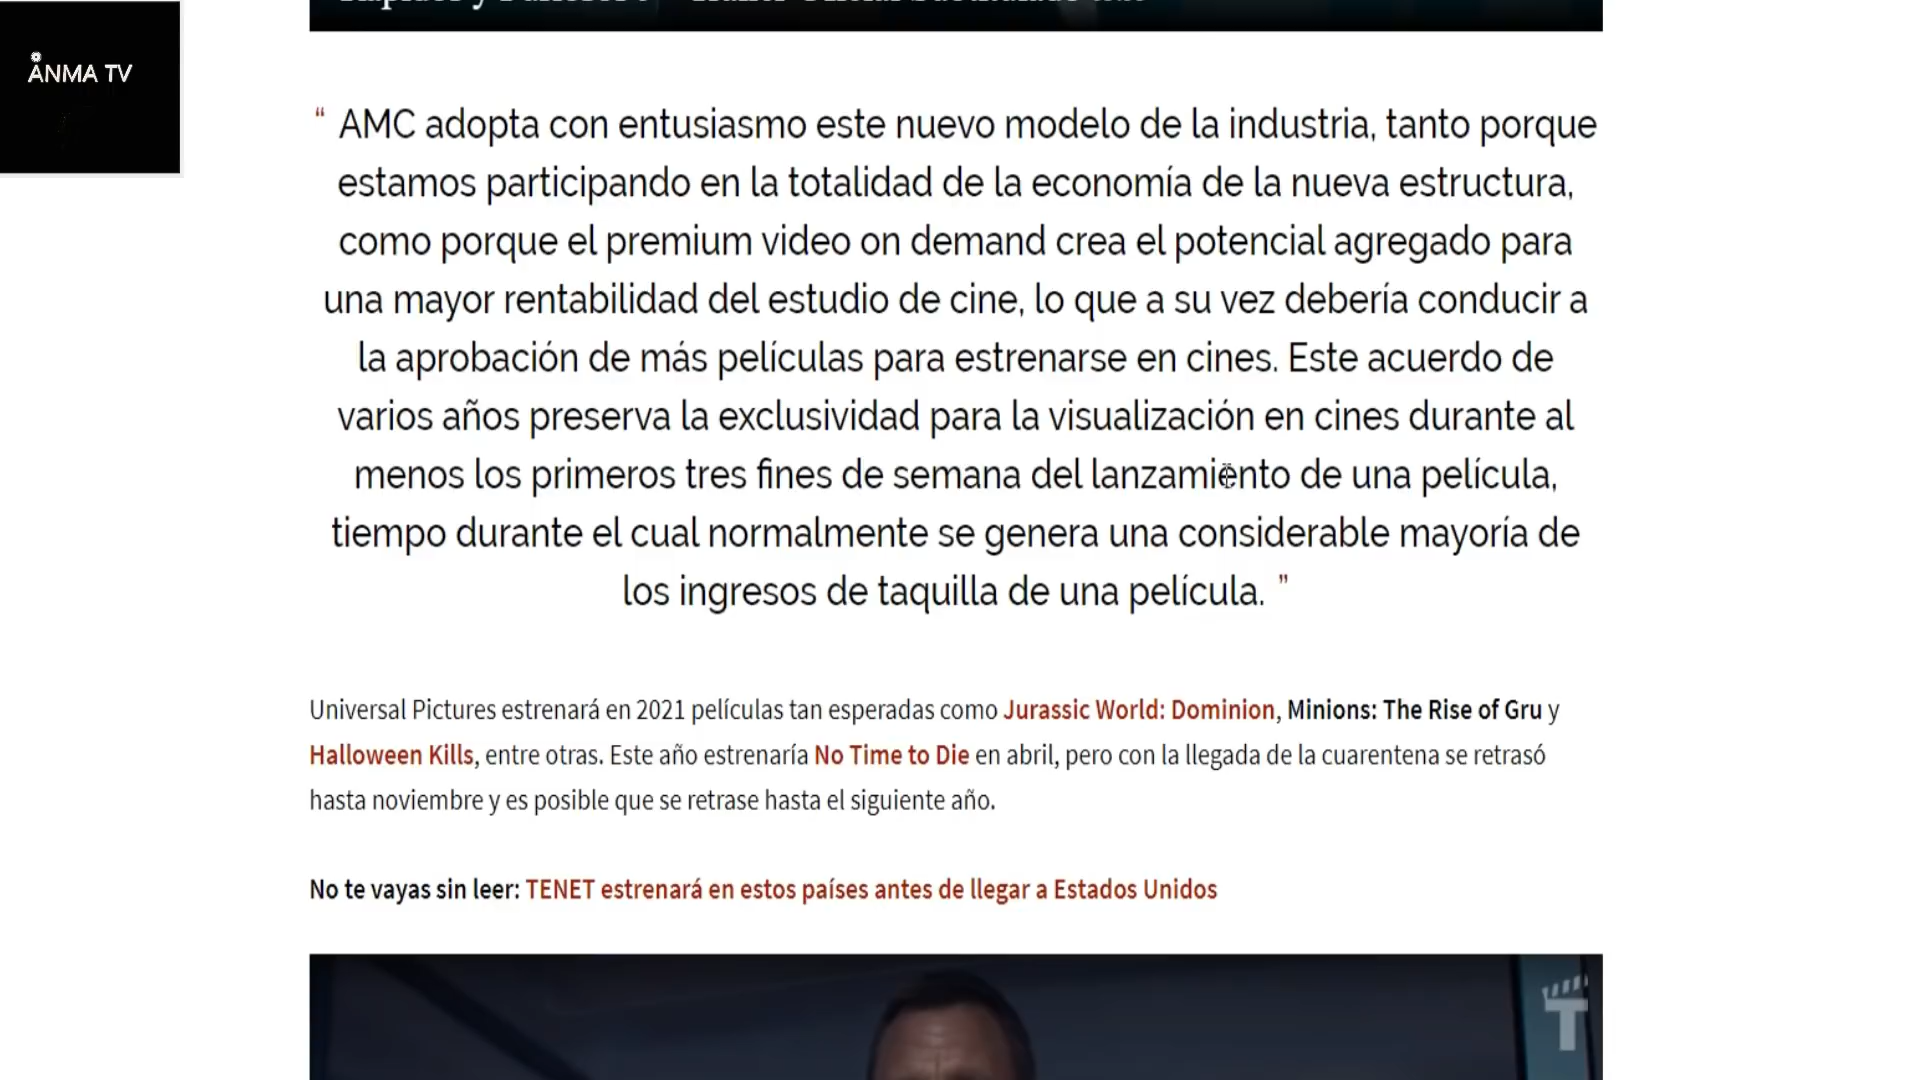 ANMA TV
“ AMC adopta con entusiasmo este nuevo modelo de la industria, tanto porque
estamos participando en la totalidad de la economía de la nueva estructura,
como porque el premium video on demand crea el potencial agregado para
una mayor rentabilidad del estudio de cine, lo que a su vez debería conducir a
la aprobación de más películas para estrenarse en cines. Este acuerdo de
varios años preserva la exclusividad para la visualización en cines durante al
menos los primeros tres fines de semana del lanzamiento de una película,
tiempo durante el cual normalmente se genera una considerable mayoría de
los ingresos de taquilla de una película. ”
Universal Pictures estrenará en 2021 películas tan esperadas como Jurassic World: Dominion, Minions: The Rise of Gru y
Halloween Kills, entre otras. Este año estrenaría No Time to Die en abril, pero con la llegada de la cuarentena se retrasó
hasta noviembre y es posible que se retrase hasta el siguiente año.
No te vayas sin leer: TENET estrenará en estos países antes de llegar a Estados Unidos
T